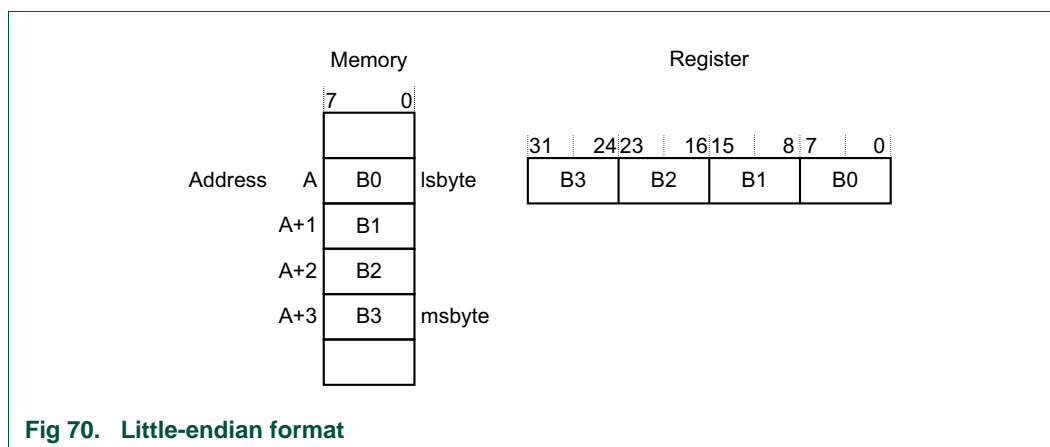 Memory
Register
7 0
31 24 23 16 15 8 7 0
Address A B0 lsbyte
B3 B2 B1 B0
A+1 B1
A+2 B2
A+3 B3 msbyte
Fig 70. Little-endian format